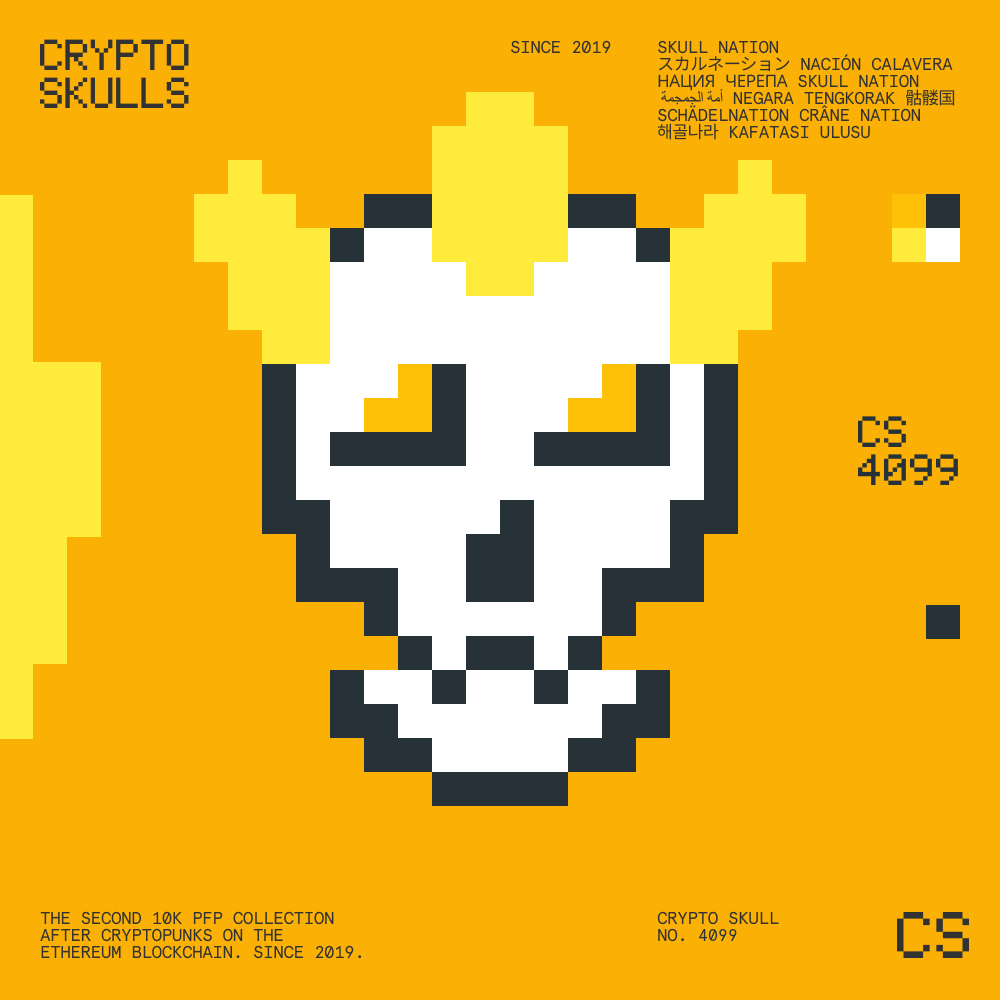 CRYPTO
SKULLS
SINCE 2019
SKULL NATION
スカルネーション NACIÓN CALAVERA
НАЦИЯ ЧЕРЕПА SKULL NATION
أمة الجمجمة NEGARA TENGKORAK 骷髅国
SCHÄDELNATION CRÂNE NATION
해골나라 KAFATASI ULUSU
CS
4099
THE SECOND 10K PFP COLLECTION
AFTER CRYPTOPUNKS ON THE
ETHEREUM BLOCKCHAIN. SINCE 2019.
CRYPTO SKULL
NO. 4099
CS